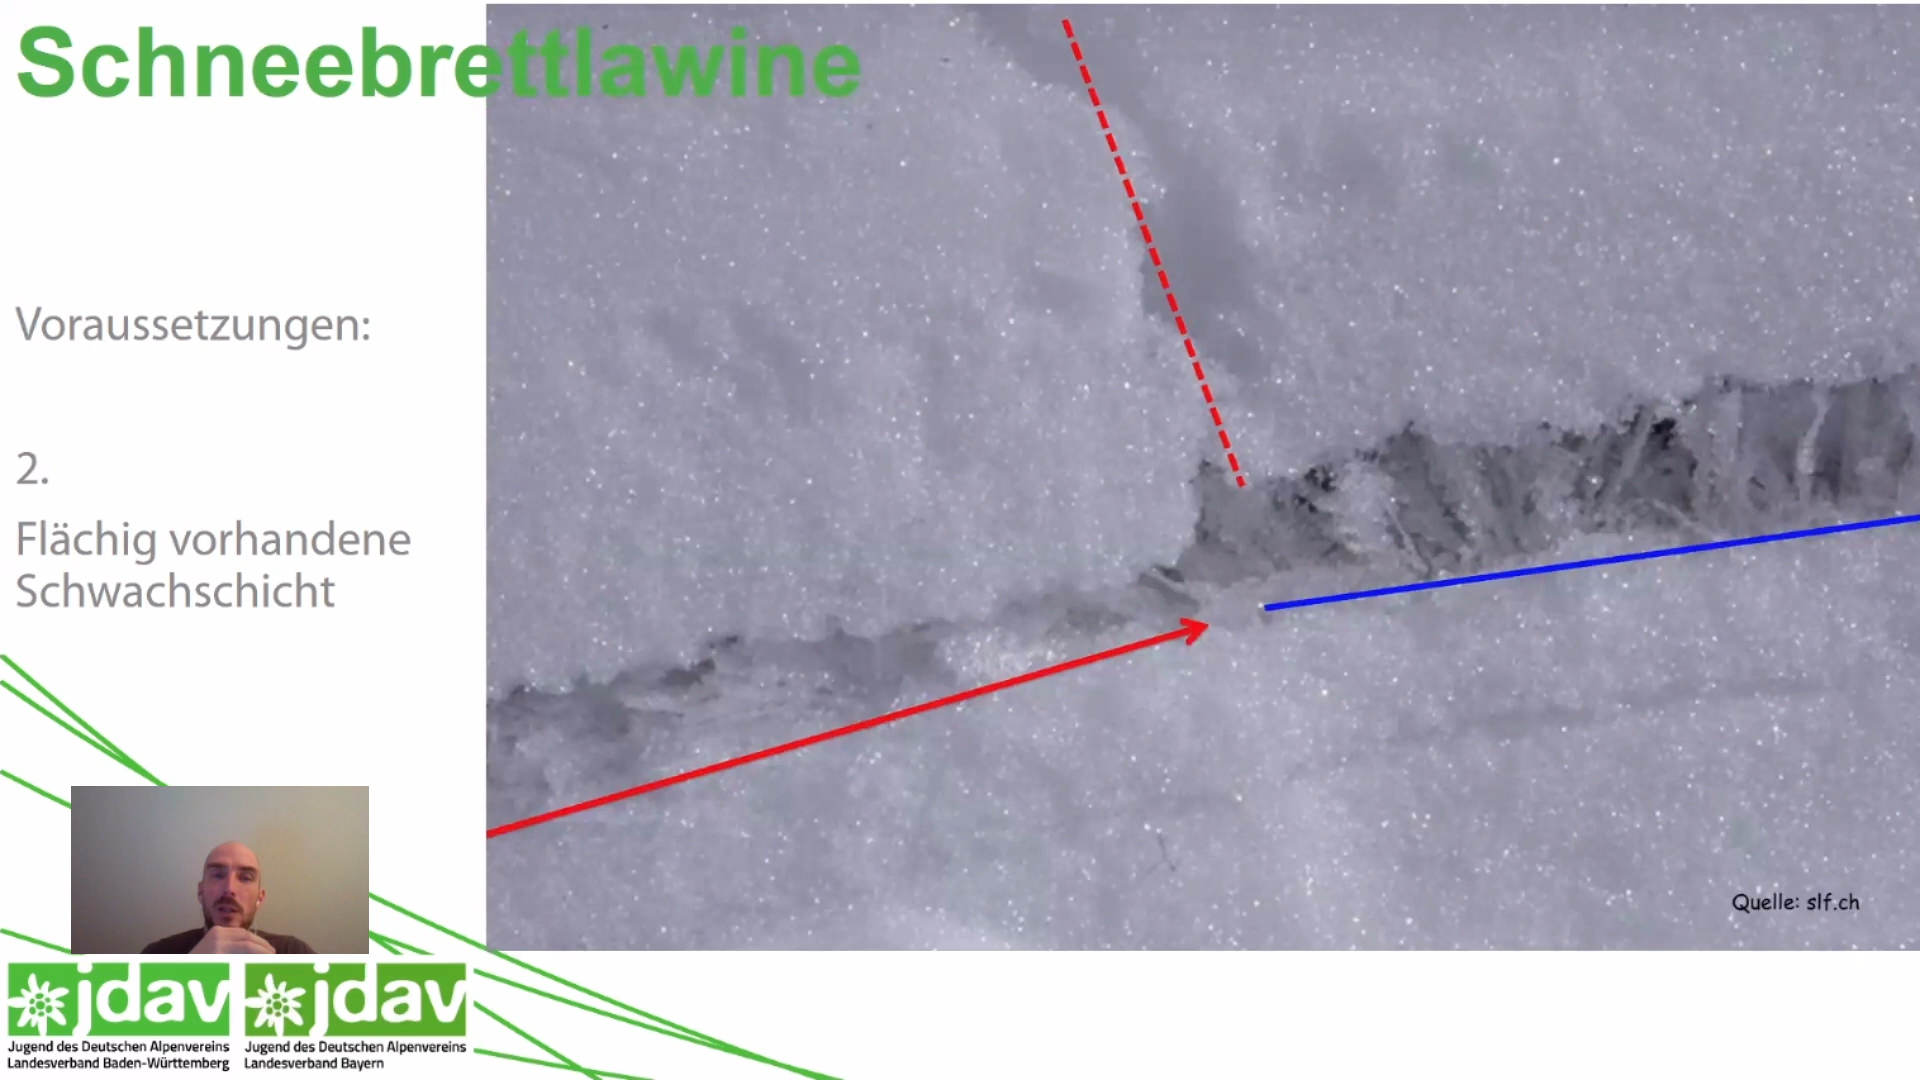 Schneebrettlawine
Voraussetzungen:
2.
Flächig vorhandene
Schwachschicht
Quelle: slf.ch
jdav
Jugend des Deutschen Alpenvereins
Landesverband Baden-Württemberg
jdav
Jugend des Deutschen Alpenvereins
Landesverband Bayern